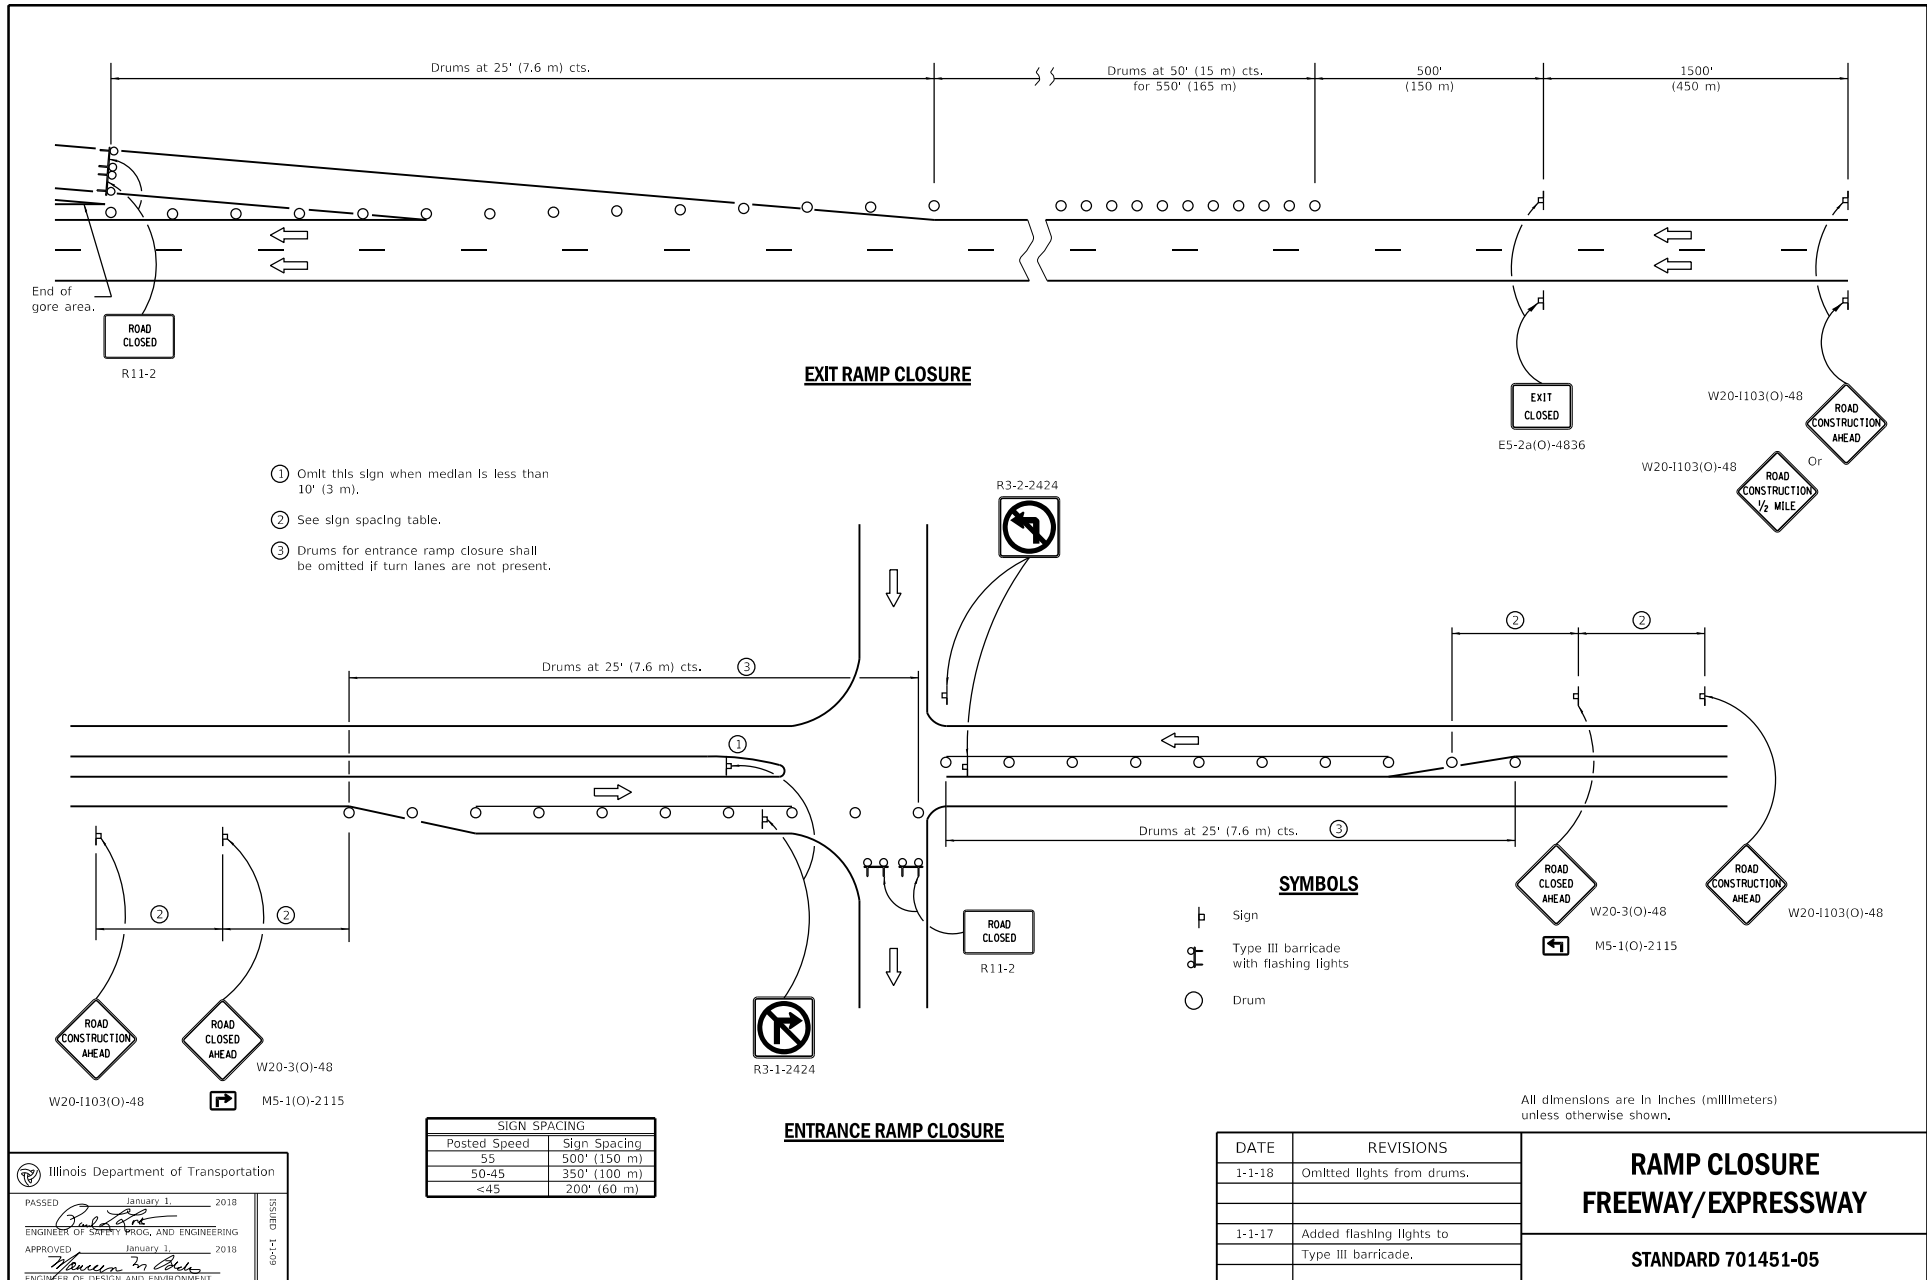 Drums at 25' (7.6 m) cts.
Drums at 50' (15 m) cts.
for 550' (165 m)
500'
(150 m)
1500'
(450 m)
End of
gore area.
ROAD
CLOSED
R11-2
EXIT RAMP CLOSURE
EXIT
CLOSED
E5-2a(O)-4836
W20-I103(O)-48
ROAD
CONSTRUCTION
AHEAD
Or
W20-I103(O)-48
ROAD
CONSTRUCTION
1/2 MILE
1 Omit this sign when median is less than
10' (3 m).
2 See sign spacing table.
3 Drums for entrance ramp closure shall
be omitted if turn lanes are not present.
R3-2-2424
2
2
Drums at 25' (7.6 m) cts. 3
1
Drums at 25' (7.6 m) cts. 3
2
2
ROAD
CLOSED
R11-2
SYMBOLS
Sign
Type III barricade
with flashing lights
Drum
ROAD
CLOSED
AHEAD
W20-3(O)-48
M5-1(O)-2115
ROAD
CONSTRUCTION
AHEAD
W20-I103(O)-48
ROAD
CONSTRUCTION
AHEAD
W20-I103(O)-48
ROAD
CLOSED
AHEAD
W20-3(O)-48
M5-1(O)-2115
R3-1-2424
ENTRANCE RAMP CLOSURE
SIGN SPACING
Posted Speed Sign Spacing
55 500' (150 m)
50-45 350' (100 m)
<45 200' (60 m)
All dimensions are in inches (millimeters)
unless otherwise shown.
Illinois Department of Transportation
PASSED January 1, 2018
ENGINEER OF SAFETY PROG. AND ENGINEERING
APPROVED January 1, 2018
ENGINEER OF DESIGN AND ENVIRONMENT
ISSUED 1-1-09
DATE REVISIONS
1-1-18 Omitted lights from drums.
1-1-17 Added flashing lights to
Type III barricade.
RAMP CLOSURE
FREEWAY/EXPRESSWAY
STANDARD 701451-05